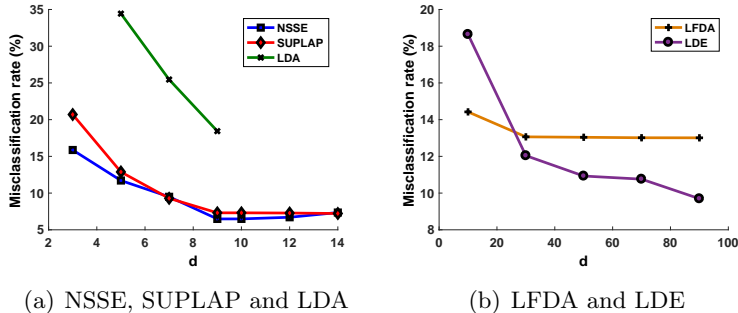 35
30
25
20
15
10
5
2 4 6 8 10 12 14
Misclassification rate (%)
d
NSSE
SUPLAP
LDA
(a) NSSE, SUPLAP and LDA
20
18
16
14
12
10
8
0 20 40 60 80 100
Misclassification rate (%)
d
LFDA
LDE
(b) LFDA and LDE